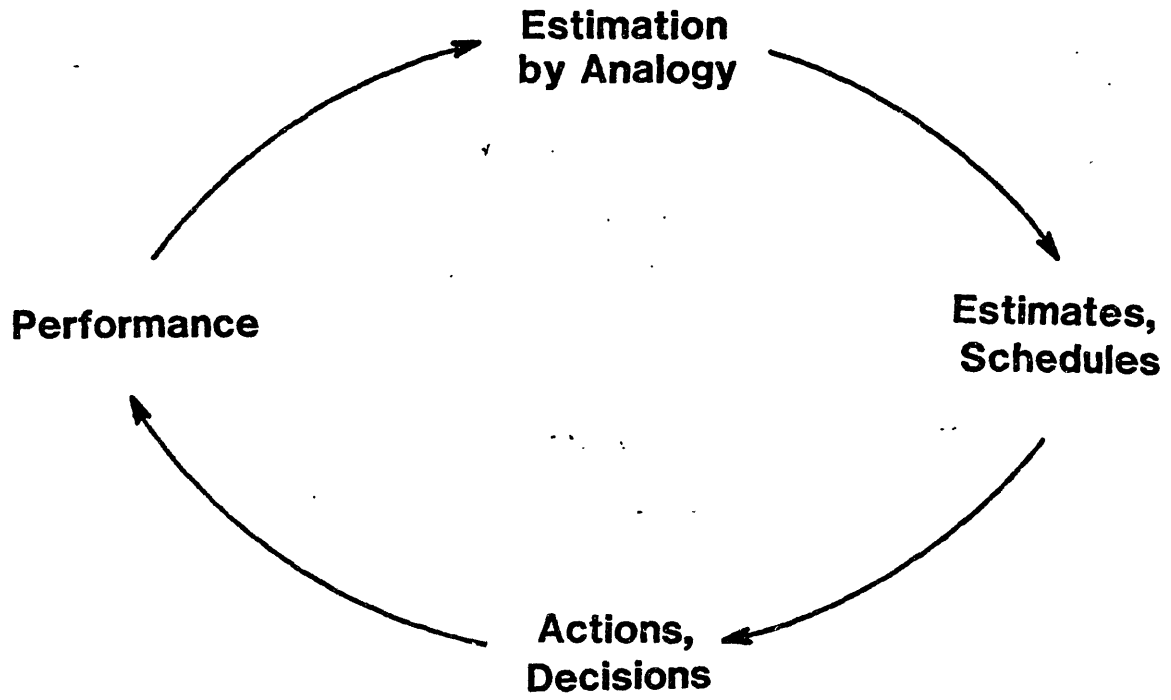 Estimation
by Analogy
Performance
Estimates,
Schedules
Actions,
Decisions